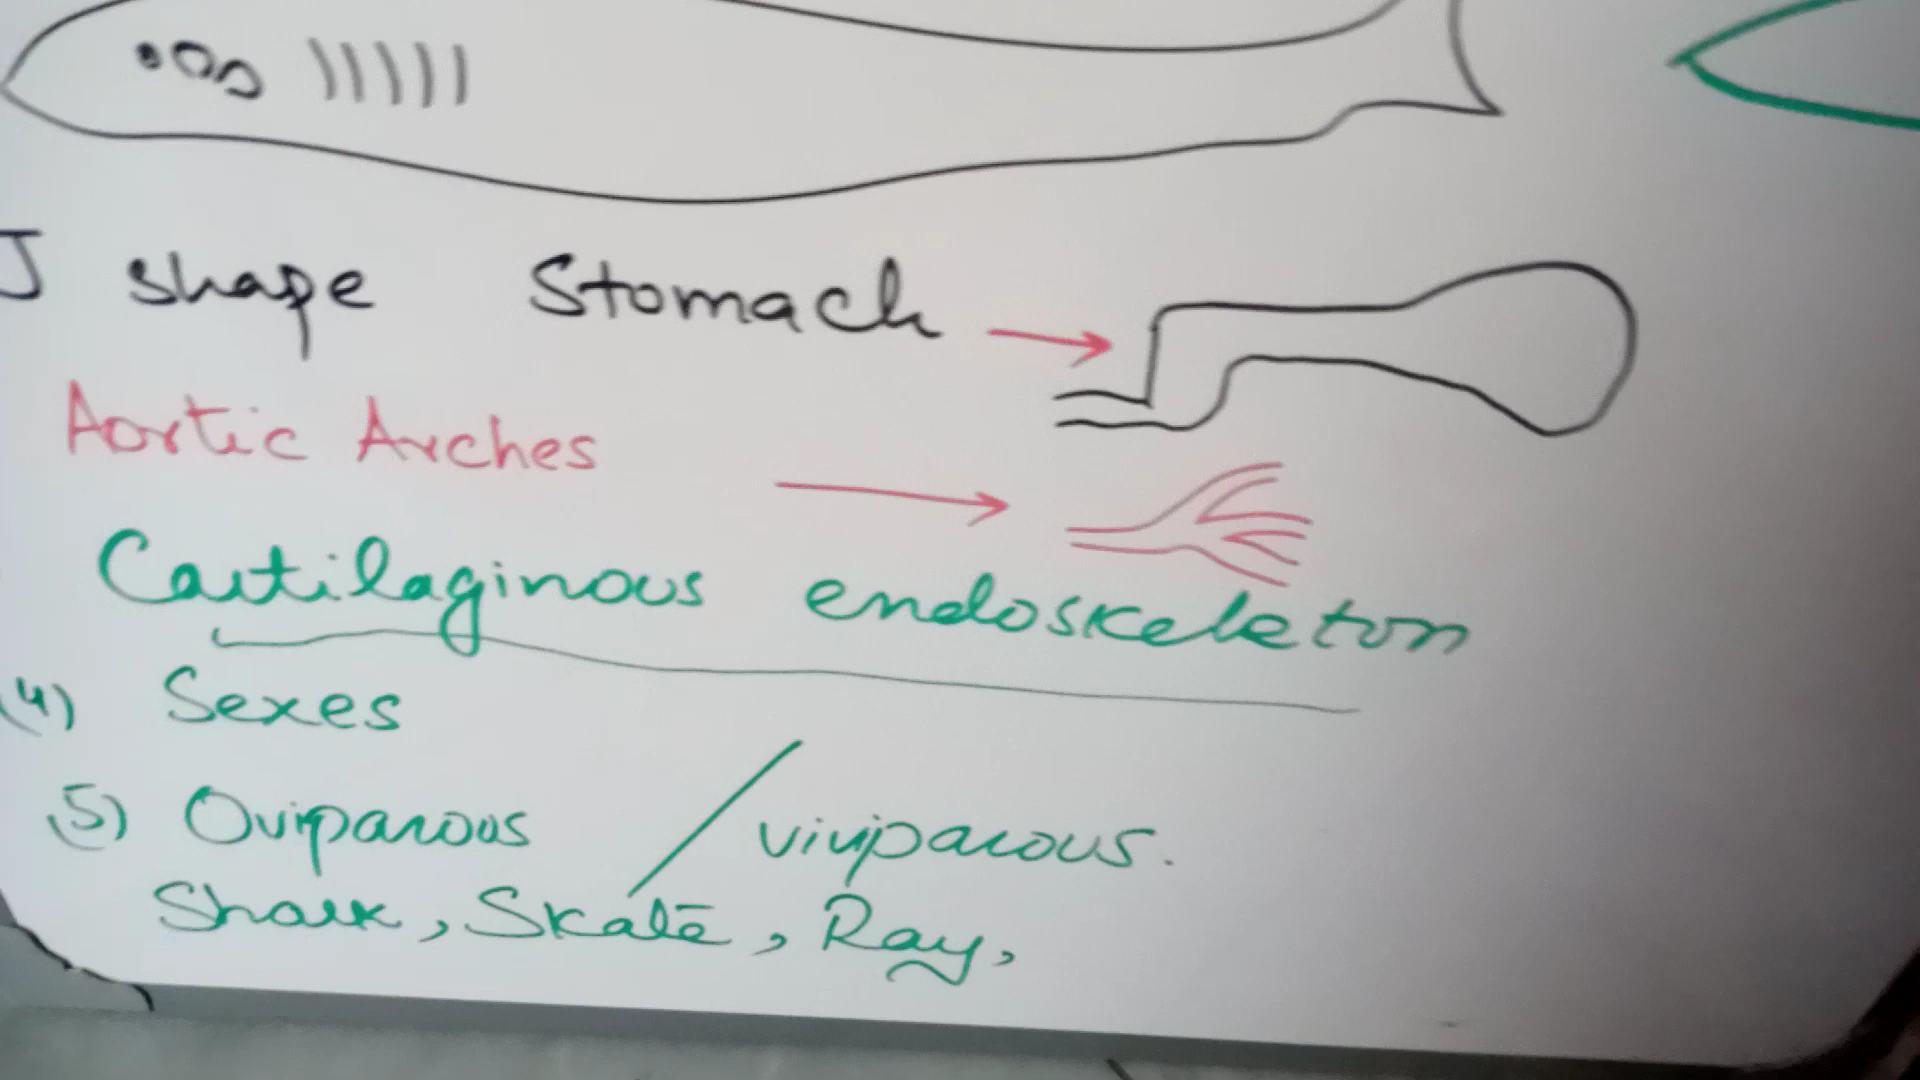 J shape Stomach
Aortic Arches
Cartilaginous endoskeleton
(4) Sexes
(5) Oviparous / viviparous.
Shark, Skate, Ray,